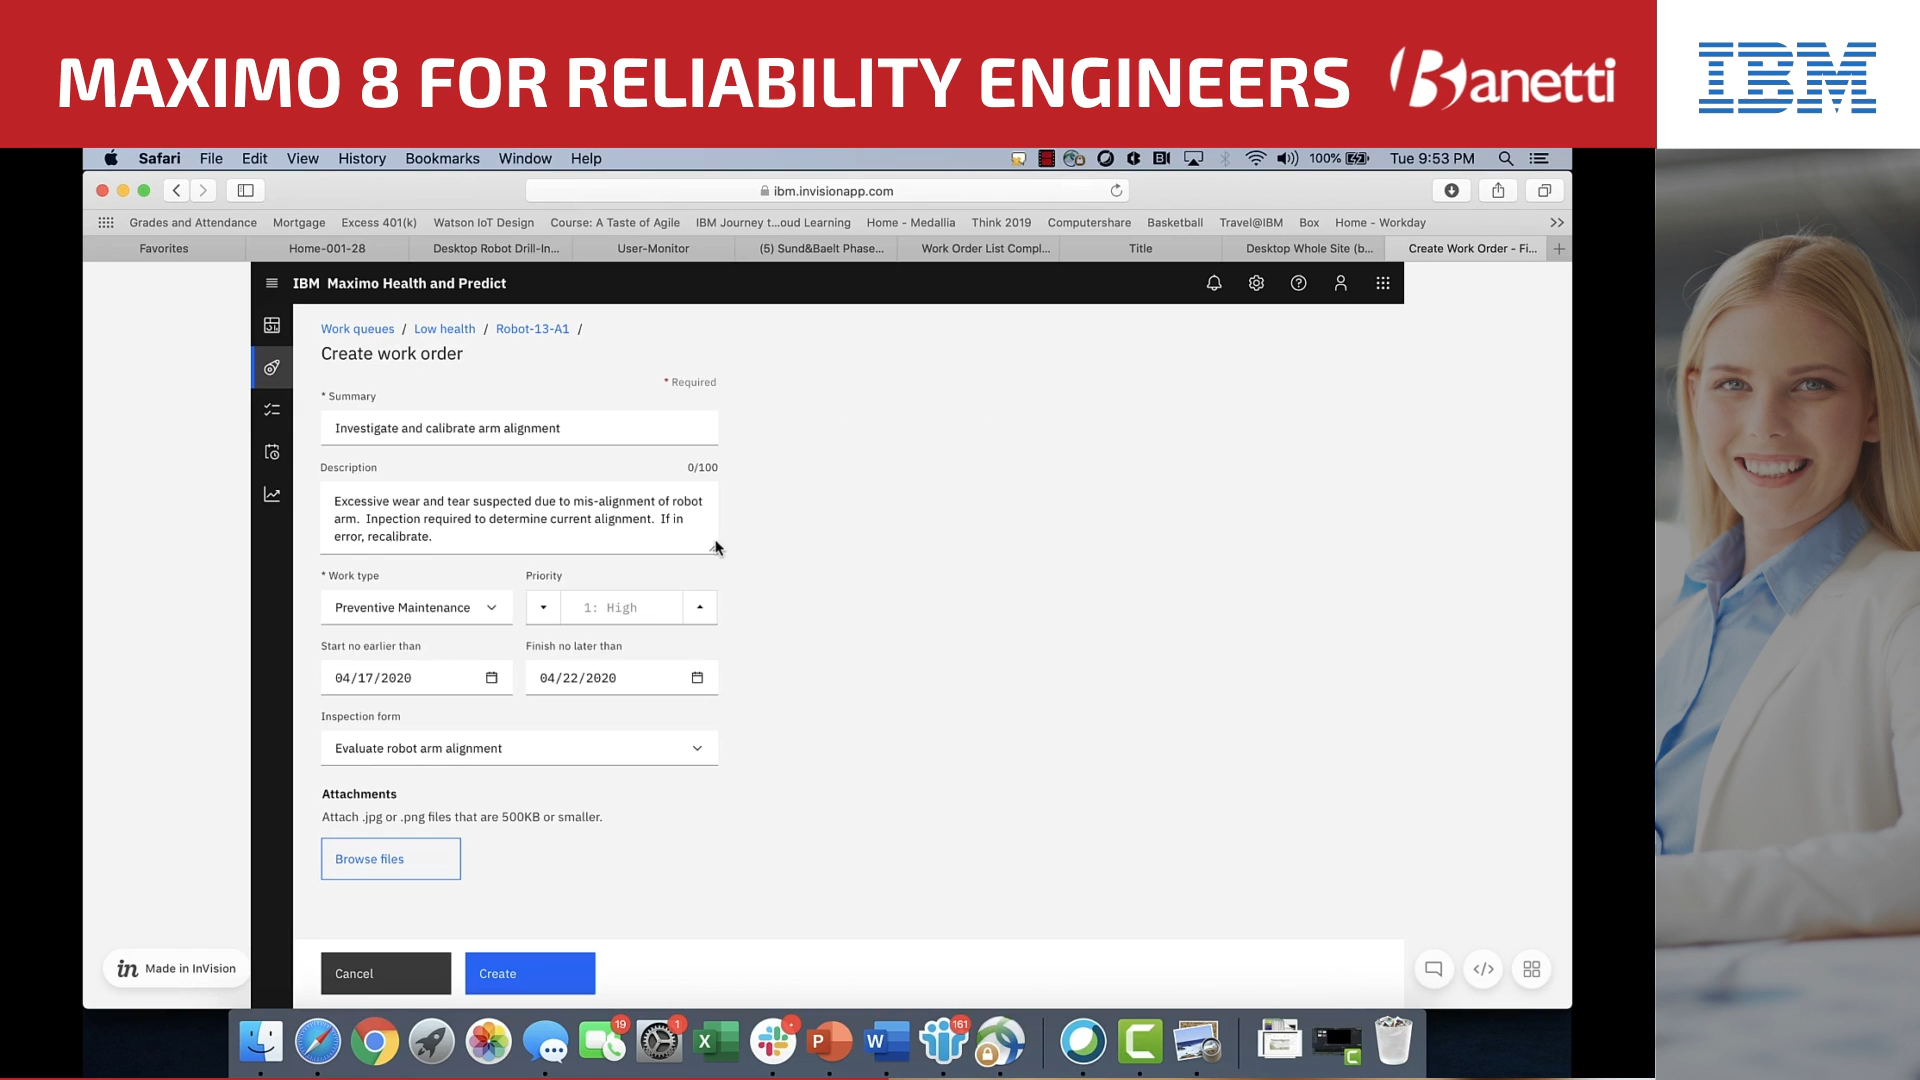 MAXIMO 8 FOR RELIABILITY ENGINEERS
Banetti
IBM
Safari File Edit View History Bookmarks Window Help
100%
Tue 9:53 PM
ibm.invisionapp.com
Grades and Attendance Mortgage Excess 401(k) Watson IoT Design Course: A Taste of Agile IBM Journey t...oud Learning Home - Medallia Think 2019 Computershare Basketball Travel@IBM Box Home - Workday
Favorites Home-001-28 Desktop Robot Drill-In... User-Monitor (5) Sund&Baelt Phase... Work Order List Compl... Title Desktop Whole Site (b... Create Work Order - Fi...
IBM Maximo Health and Predict
Work queues / Low health / Robot-13-A1 /
Create work order
* Required
* Summary
Investigate and calibrate arm alignment
Description 0/100
Excessive wear and tear suspected due to mis-alignment of robot
arm. Inpection required to determine current alignment. If in
error, recalibrate.
* Work type Priority
Preventive Maintenance 1: High
Start no earlier than Finish no later than
04/17/2020 04/22/2020
Inspection form
Evaluate robot arm alignment
Attachments
Attach .jpg or .png files that are 500KB or smaller.
Browse files
Cancel Create
in Made in InVision
19 1 161
X P W C